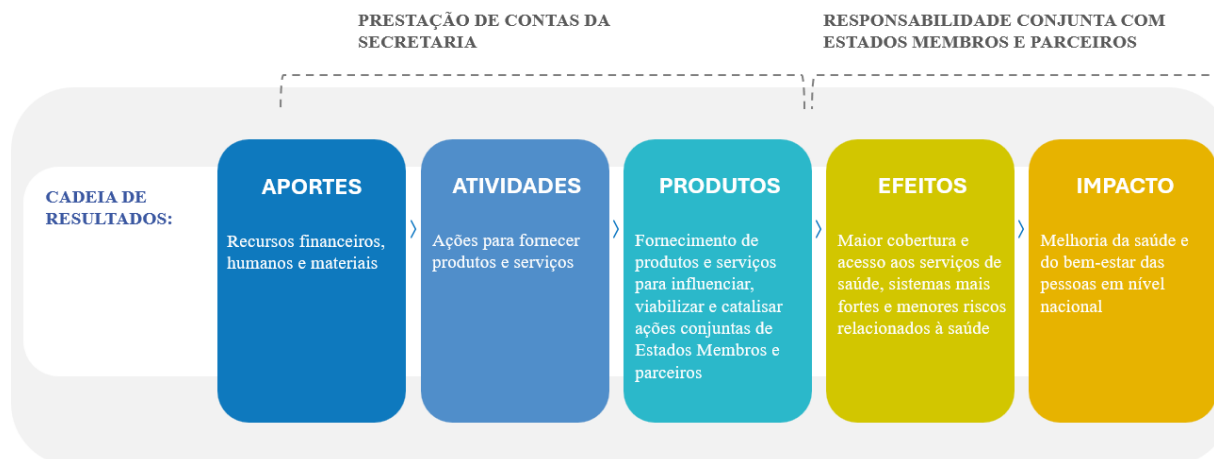 PRESTAÇÃO DE CONTAS DA
SECRETARIA
RESPONSABILIDADE CONJUNTA COM
ESTADOS MEMBROS E PARCEIROS
CADEIA DE
RESULTADOS:
APORTES
Recursos financeiros,
humanos e materiais
ATIVIDADES
Ações para fornecer
produtos e serviços
PRODUTOS
Fornecimento de
produtos e serviços
para influenciar,
viabilizar e catalisar
ações conjuntas de
Estados Membros e
parceiros
EFEITOS
Maior cobertura e
acesso aos serviços de
saúde, sistemas mais
fortes e menores riscos
relacionados à saúde
IMPACTO
Melhoria da saúde e
do bem-estar das
pessoas em nível
nacional